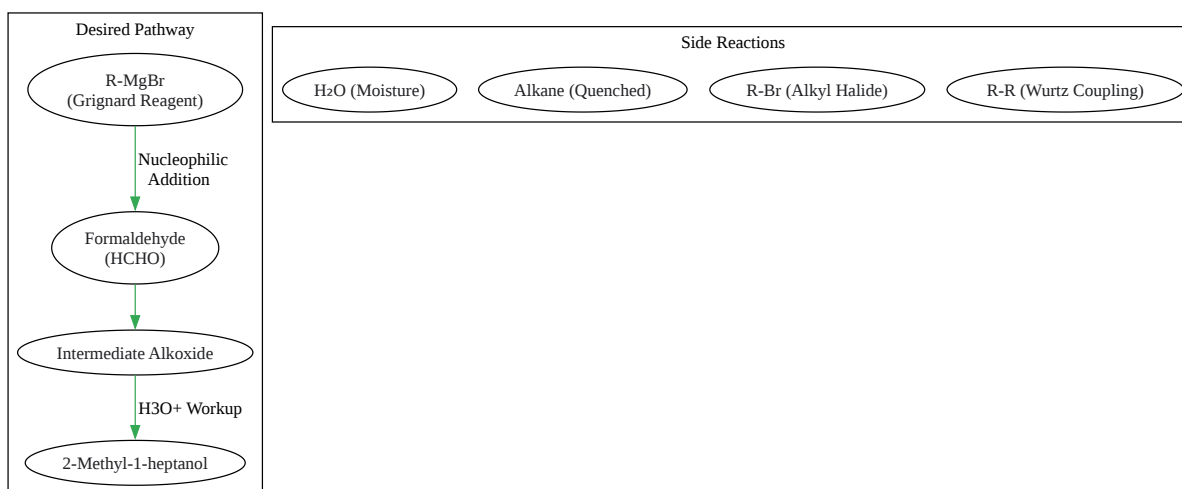 Desired Pathway
R-MgBr
(Grignard Reagent)
Nucleophilic
Addition
Formaldehyde
(HCHO)
Intermediate Alkoxide
H3O+ Workup
2-Methyl-1-heptanol
Side Reactions
H₂O (Moisture)
Alkane (Quenched)
R-Br (Alkyl Halide)
R-R (Wurtz Coupling)